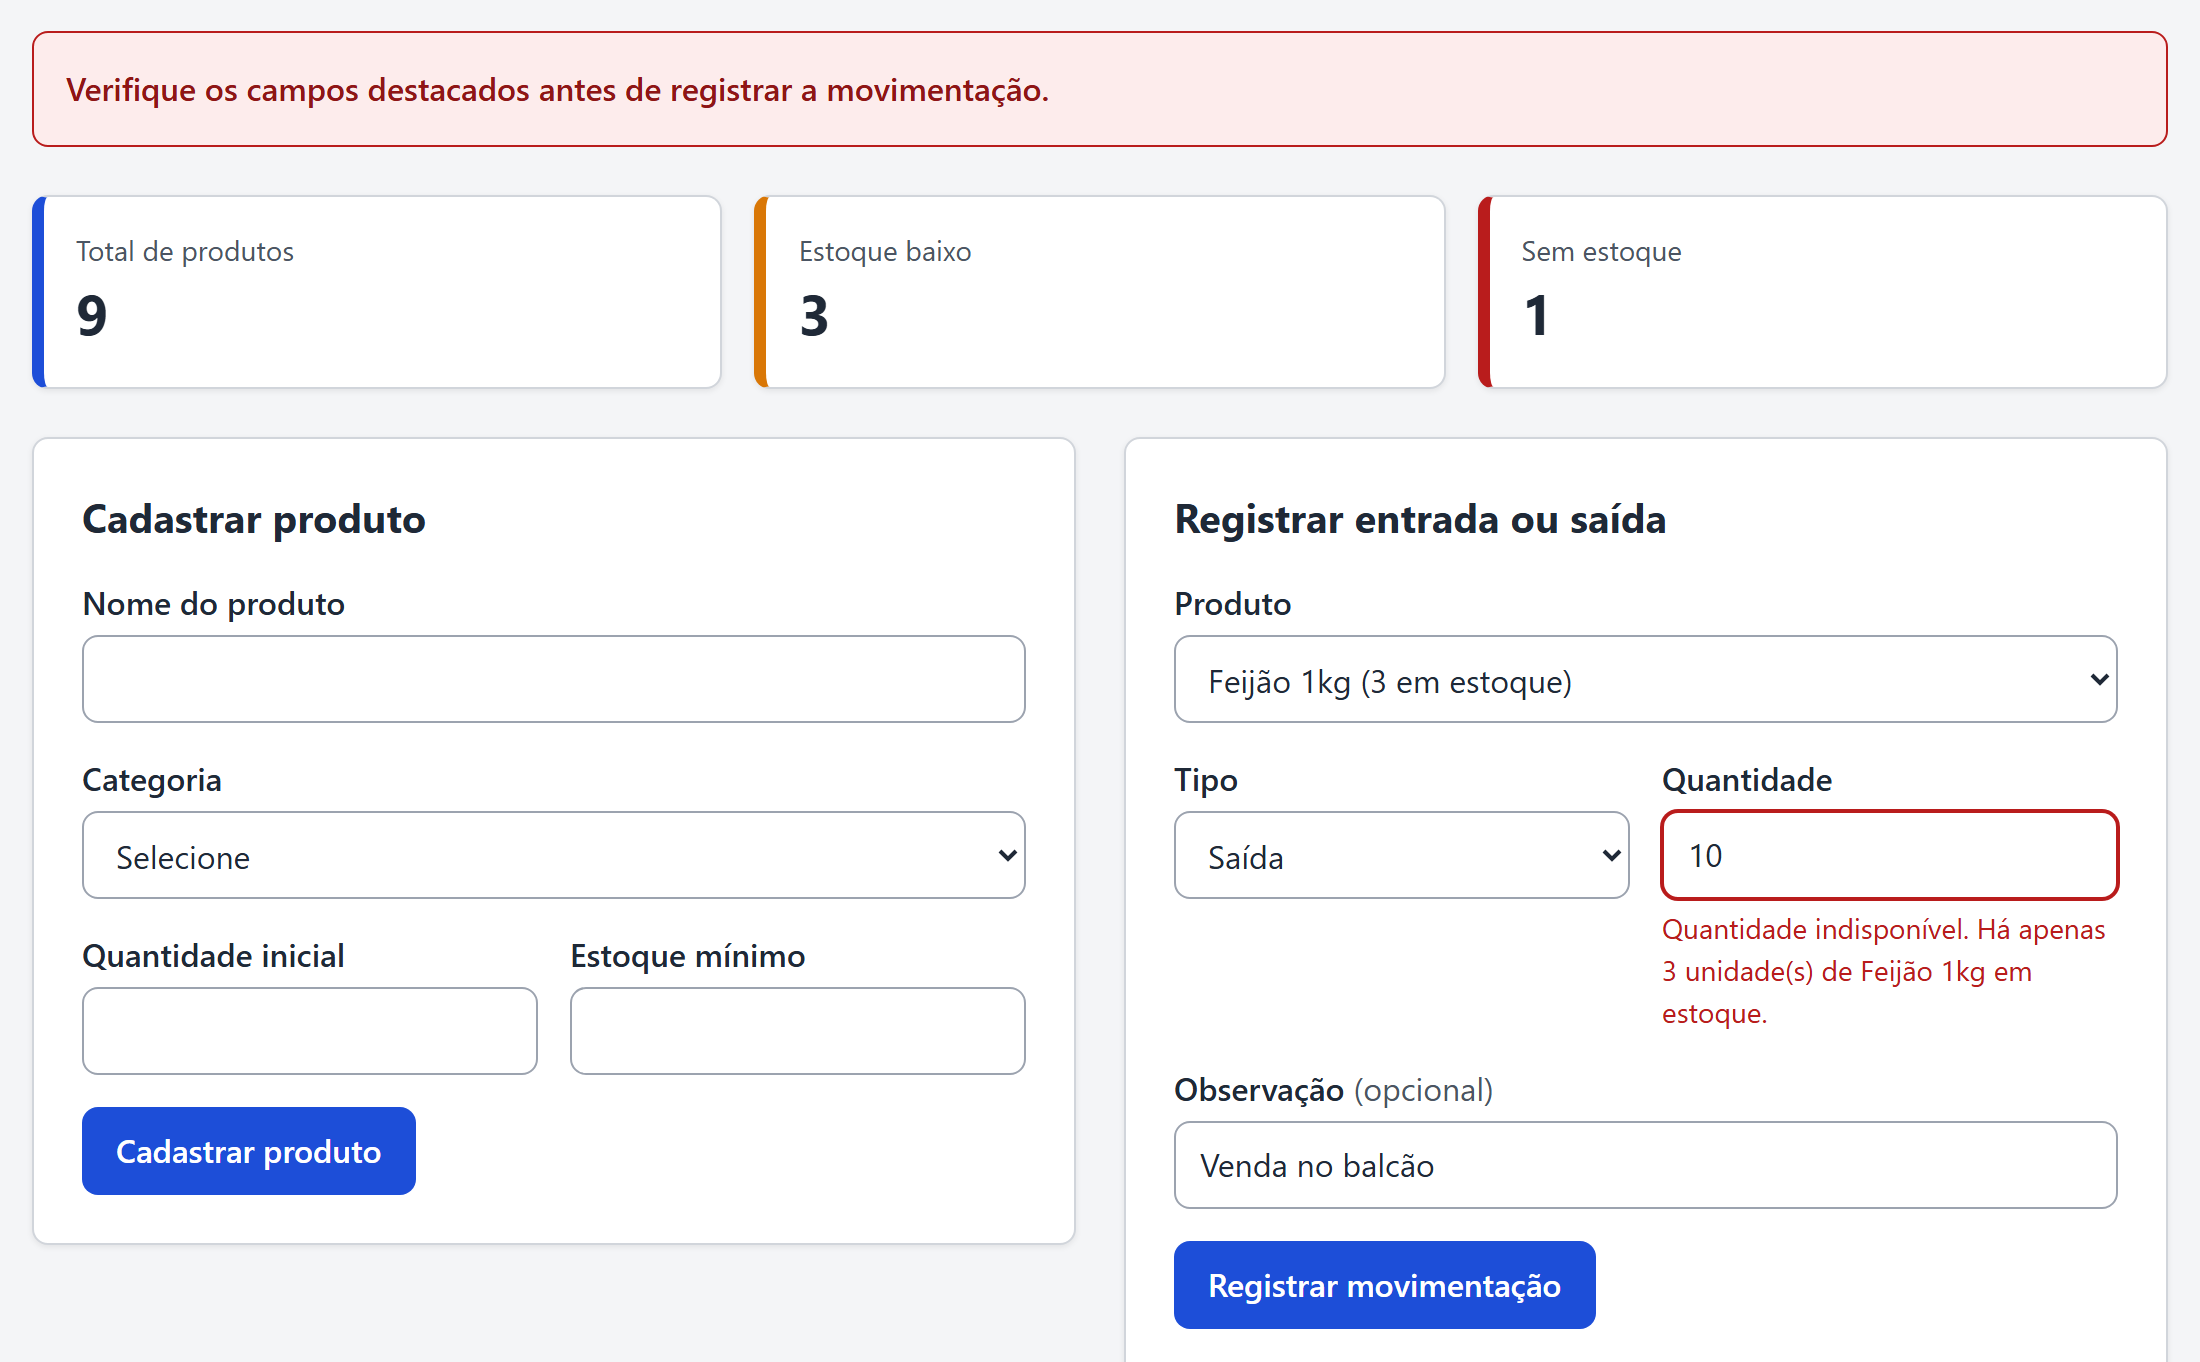 Verifique os campos destacados antes de registrar a movimentação.
Total de produtos
9
Estoque baixo
3
Sem estoque
1
Cadastrar produto
Nome do produto
Categoria
Selecione
Quantidade inicial
Estoque mínimo
Cadastrar produto
Registrar entrada ou saída
Produto
Feijão 1kg (3 em estoque)
Tipo
Saída
Quantidade
10
Quantidade indisponível. Há apenas
3 unidade(s) de Feijão 1kg em
estoque.
Observação (opcional)
Venda no balcão
Registrar movimentação